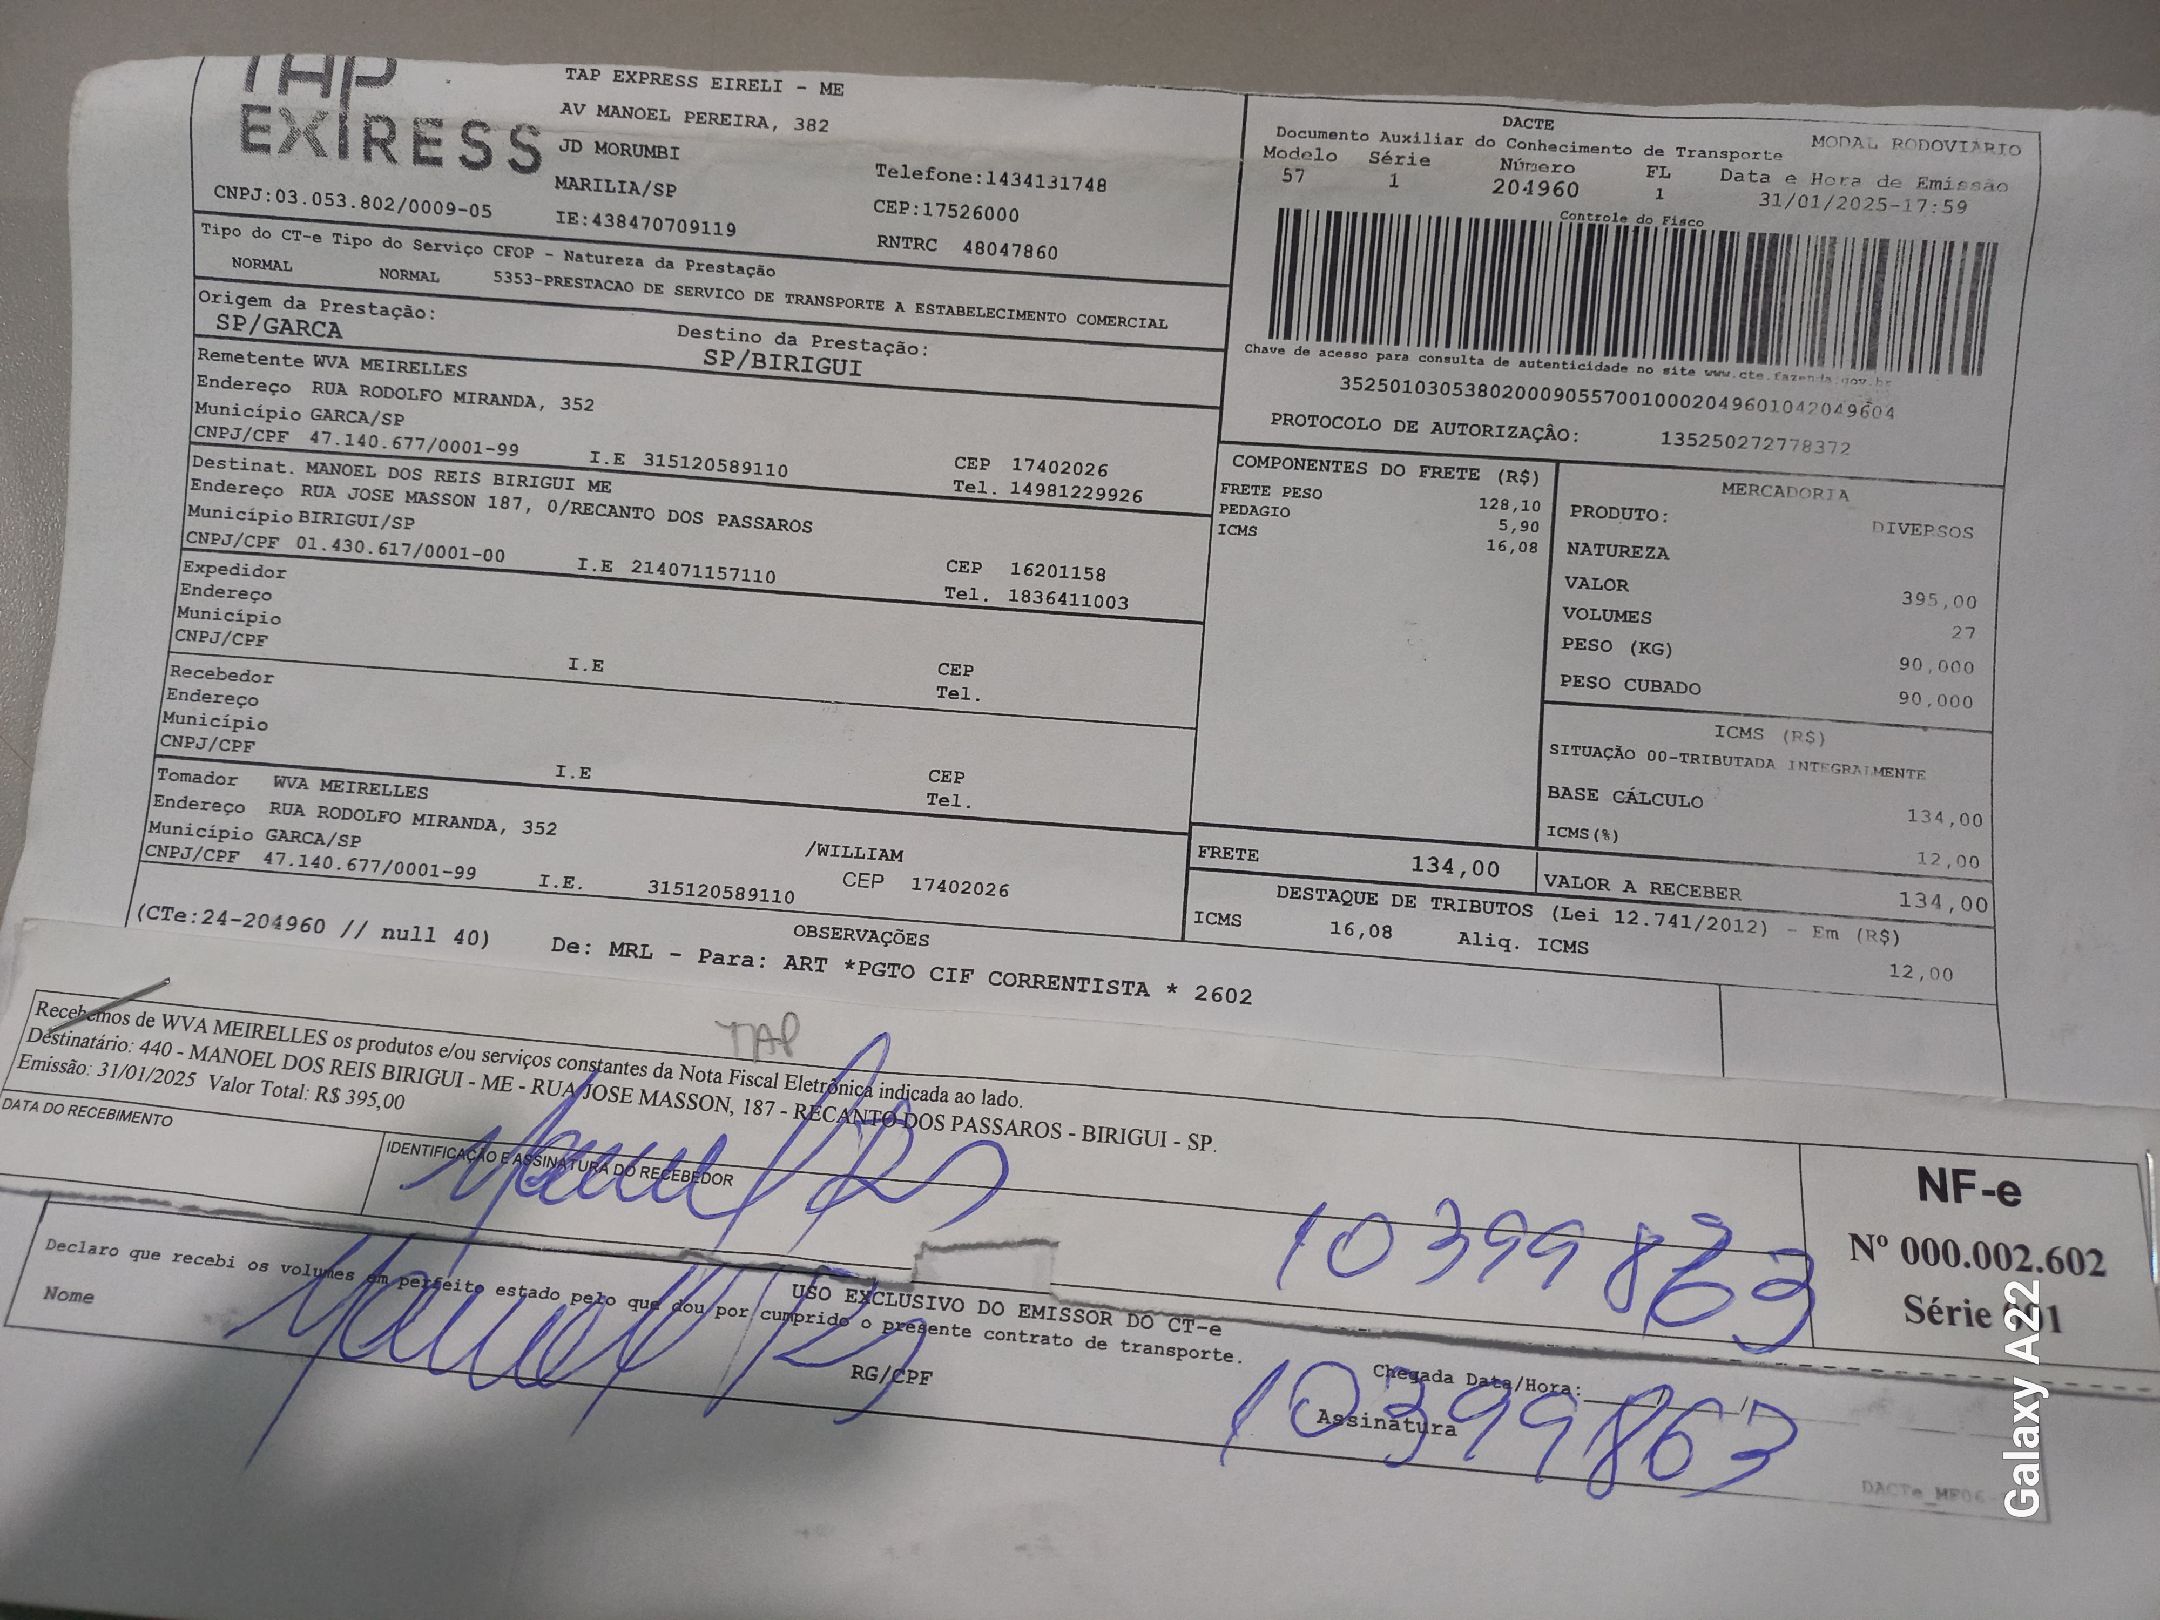 TAP
EXPRESS
TAP EXPRESS EIRELI - ME
AV MANOEL PEREIRA, 382
JD MORUMBI
MARILIA/SP
Telefone:1434131748
CEP:17526000
CNPJ:03.053.802/0009-05
IE:438470709119
RNTRC 48047860
DACTE
MODAL RODOVIÁRIO
Documento Auxiliar do Conhecimento de Transporte
Modelo Série Número FL Data e Hora de Emissão
57 1 204960 1 31/01/2025-17:59
Controle do Fisco
Chave de acesso para consulta de autenticidade no site www.cte.fazenda.gov.br
35250103053802000905570010002049601042049604
PROTOCOLO DE AUTORIZAÇÂO: 135250272778372
Tipo do CT-e Tipo do Serviço CFOP - Natureza da Prestação
NORMAL NORMAL 5353-PRESTACAO DE SERVICO DE TRANSPORTE A ESTABELECIMENTO COMERCIAL
Origem da Prestação: Destino da Prestação:
SP/GARCA SP/BIRIGUI
Remetente WVA MEIRELLES
Endereço RUA RODOLFO MIRANDA, 352
Município GARCA/SP CEP 17402026
CNPJ/CPF 47.140.677/0001-99 I.E 315120589110 Tel. 14981229926
Destinat. MANOEL DOS REIS BIRIGUI ME
Endereço RUA JOSE MASSON 187, 0/RECANTO DOS PASSAROS
Município BIRIGUI/SP CEP 16201158
CNPJ/CPF 01.430.617/0001-00 I.E 214071157110 Tel. 1836411003
Expedidor
Endereço
Município CEP
CNPJ/CPF I.E Tel.
Recebedor
Endereço
Município CEP
CNPJ/CPF I.E Tel.
Tomador WVA MEIRELLES
Endereço RUA RODOLFO MIRANDA, 352 /WILLIAM
Município GARCA/SP CEP 17402026
CNPJ/CPF 47.140.677/0001-99 I.E. 315120589110
COMPONENTES DO FRETE (R$)
FRETE PESO 128,10
PEDAGIO 5,90
ICMS 16,08
MERCADORIA
PRODUTO: DIVERSOS
NATUREZA
VALOR 395,00
VOLUMES 27
PESO (KG) 90,000
PESO CUBADO 90,000
ICMS (R$)
SITUAÇÃO 00-TRIBUTADA INTEGRALMENTE
BASE CÁLCULO 134,00
ICMS(%) 12,00
FRETE 134,00 VALOR A RECEBER 134,00
DESTAQUE DE TRIBUTOS (Lei 12.741/2012) - Em (R$)
ICMS 16,08 Aliq. ICMS 12,00
OBSERVAÇÕES
(CTe:24-204960 // null 40) De: MRL - Para: ART *PGTO CIF CORRENTISTA * 2602
TAP
Recebemos de WVA MEIRELLES os produtos e/ou serviços constantes da Nota Fiscal Eletrônica indicada ao lado.
Destinatário: 440 - MANOEL DOS REIS BIRIGUI - ME - RUA JOSE MASSON, 187 - RECANTO DOS PASSAROS - BIRIGUI - SP.
Emissão: 31/01/2025 Valor Total: R$ 395,00
DATA DO RECEBIMENTO
IDENTIFICAÇÃO E ASSINATURA DO RECEBEDOR
10399863
NF-e
Nº 000.002.602
Série 001
USO EXCLUSIVO DO EMISSOR DO CT-e
Declaro que recebi os volumes em perfeito estado pelo que dou por cumprido o presente contrato de transporte.
Nome
RG/CPF
Chegada Data/Hora:
Assinatura
10399863
Galaxy A22